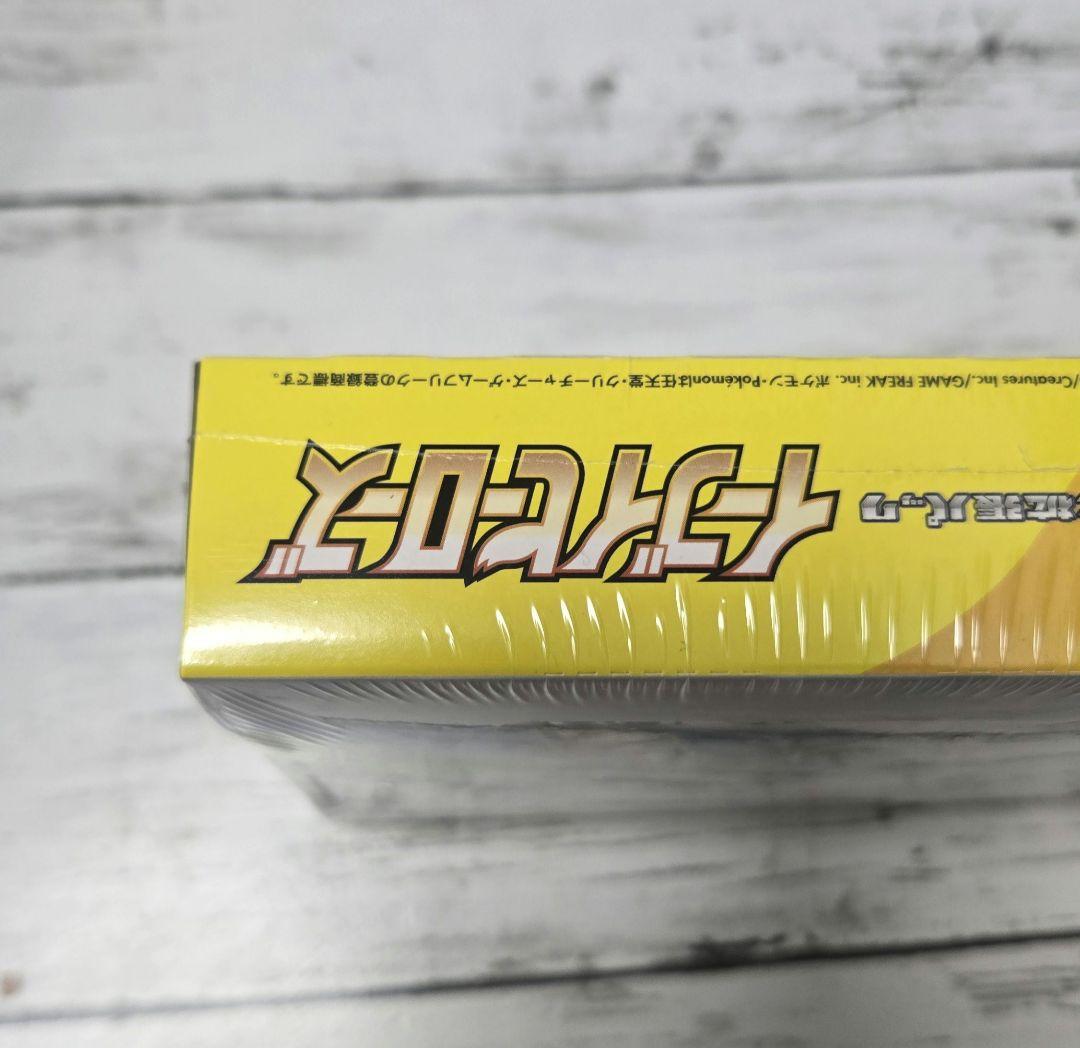 拡張パック
イーブイヒーローズ
/Creatures Inc./GAME FREAK inc. ポケモン・Pokémonは任天堂・クリーチャーズ・ゲームフリークの登録商標です。